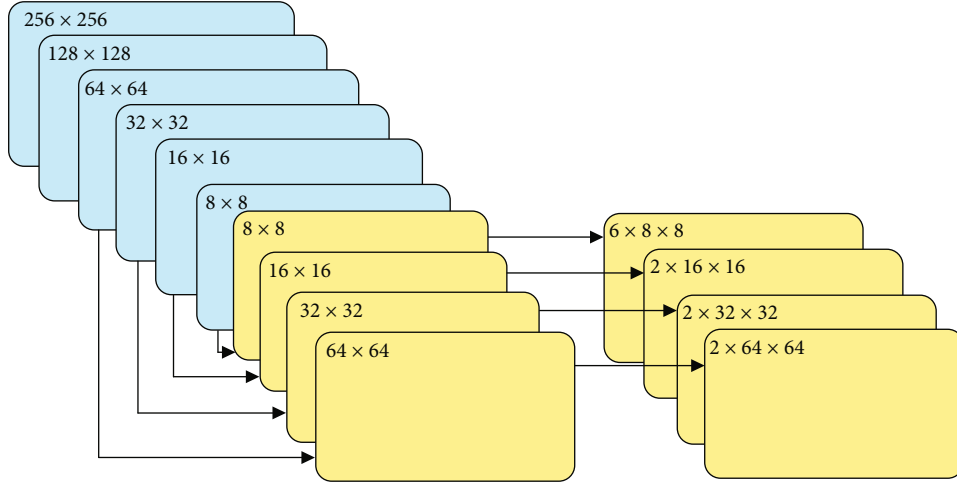 256 × 256
128 × 128
64 × 64
32 × 32
16 × 16
8 × 8
8 × 8
16 × 16
32 × 32
64 × 64
6 × 8 × 8
2 × 16 × 16
2 × 32 × 32
2 × 64 × 64